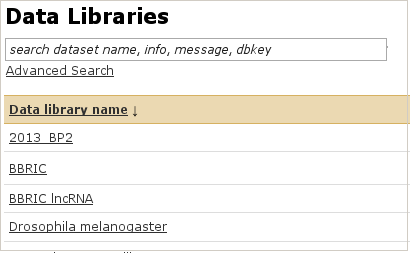 Data Libraries
search dataset name, info, message, dbkey
Advanced Search
Data library name ↓
2013_BP2
BBRIC
BBRIC lncRNA
Drosophila melanogaster